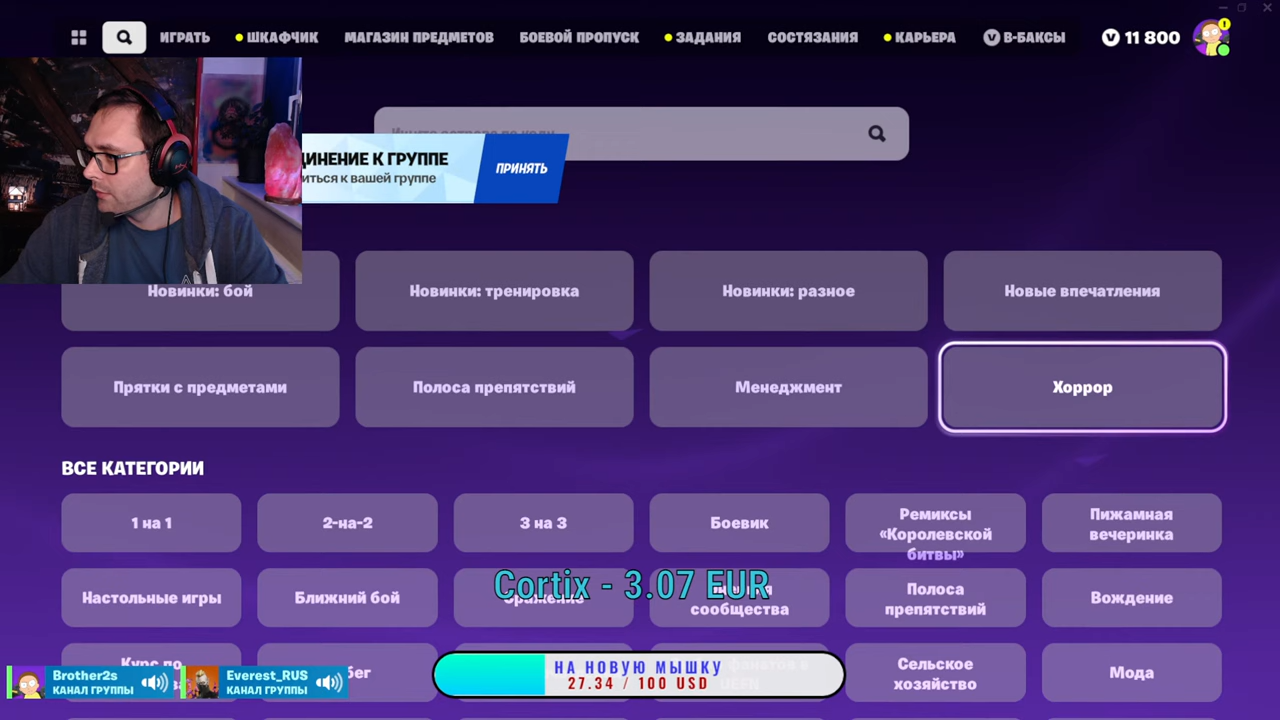 ИГРАТЬ
ШКАФЧИК
МАГАЗИН ПРЕДМЕТОВ
БОЕВОЙ ПРОПУСК
ЗАДАНИЯ
СОСТЯЗАНИЯ
КАРЬЕРА
В-БАКСЫ
11 800
ДИНЕНИЕ К ГРУППЕ
ПРИНЯТЬ
иться к вашей группе
Новинки: бой
Новинки: тренировка
Новинки: разное
Новые впечатления
Прятки с предметами
Полоса препятствий
Менеджмент
Хоррор
ВСЕ КАТЕГОРИИ
1 на 1
2-на-2
3 на 3
Боевик
Ремиксы
«Королевской
битвы»
Пижамная
вечеринка
Cortix - 3.07 EUR
Настольные игры
Ближний бой
сообщества
Полоса
препятствий
Вождение
Курс по
бег
Сельское
хозяйство
Мода
Brother2s
КАНАЛ ГРУППЫ
Everest_RUS
КАНАЛ ГРУППЫ
НА НОВУЮ МЫШКУ
27.34 / 100 USD